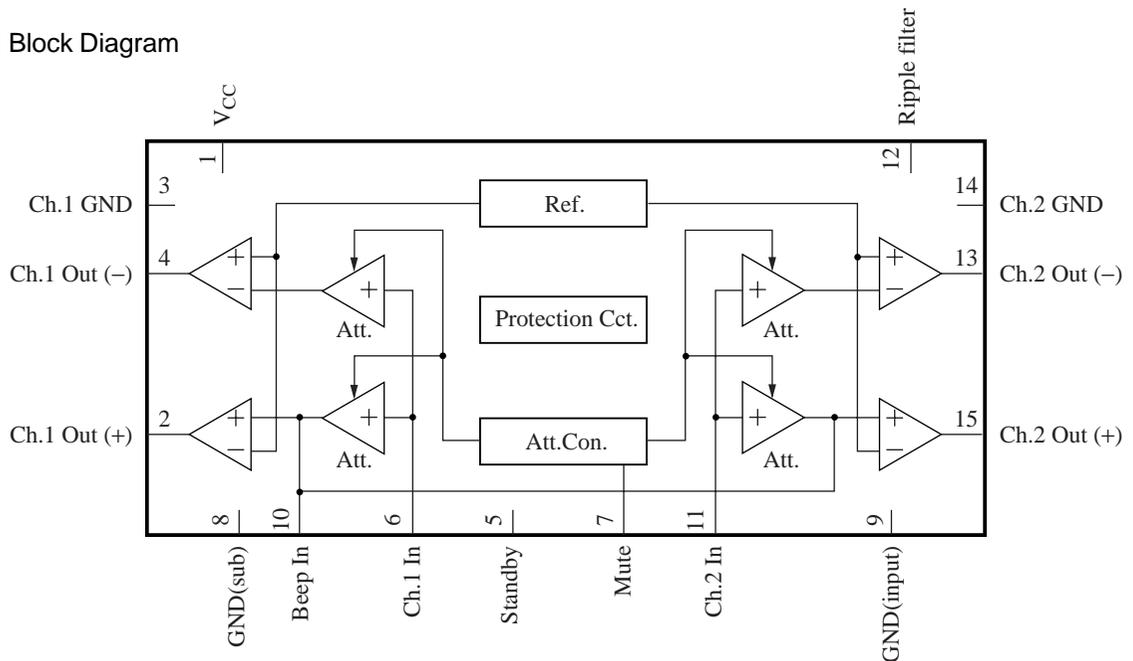 Block Diagram
VCC
Ripple filter
1
12
3
14
Ch.1 GND
Ref.
Ch.2 GND
4
+
+
13
Ch.1 Out (−)
−
+
+
−
Ch.2 Out (−)
Att.
Protection Cct.
Att.
2
+
+
+
+
15
Ch.1 Out (+)
−
Att.Con.
−
Ch.2 Out (+)
Att.
Att.
8
10
6
5
7
11
9
GND(sub)
Beep In
Ch.1 In
Standby
Mute
Ch.2 In
GND(input)